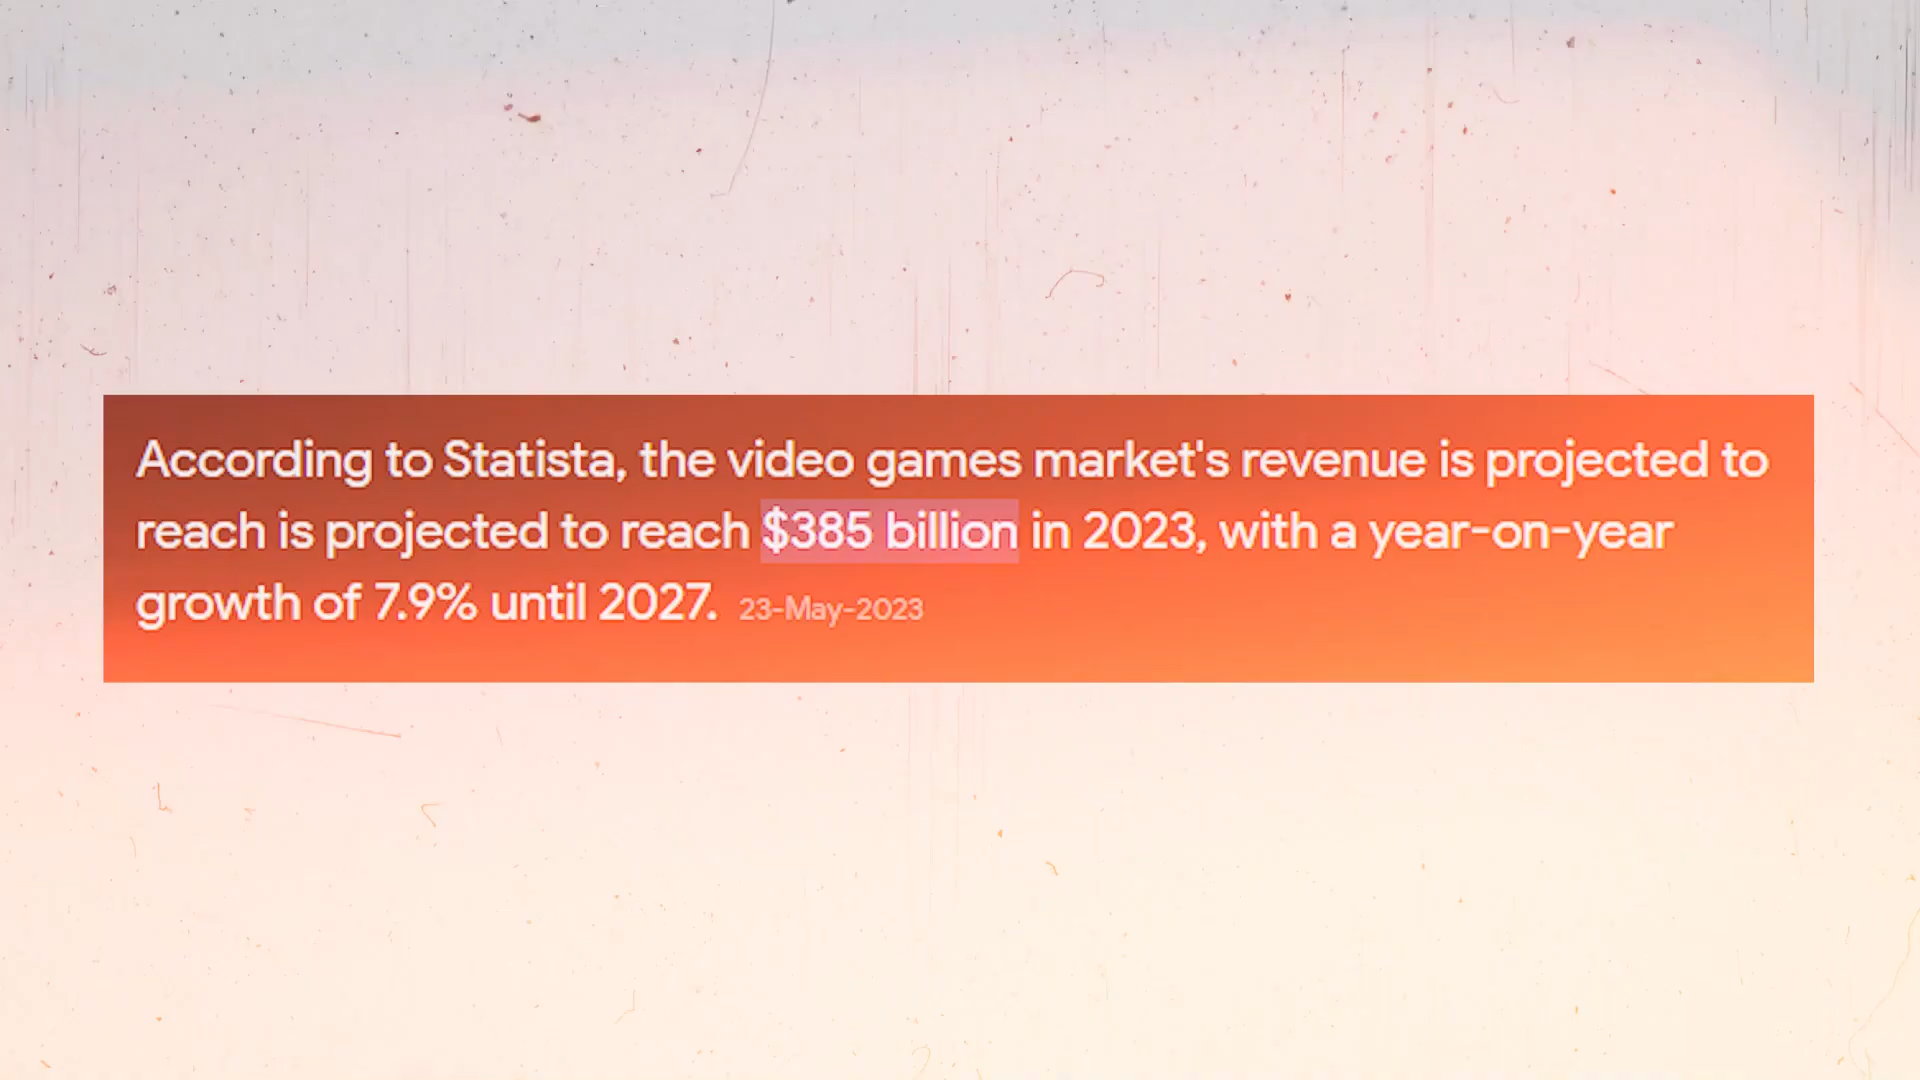 According to Statista, the video games market's revenue is projected to
reach is projected to reach $385 billion in 2023, with a year-on-year
growth of 7.9% until 2027. 23-May-2023